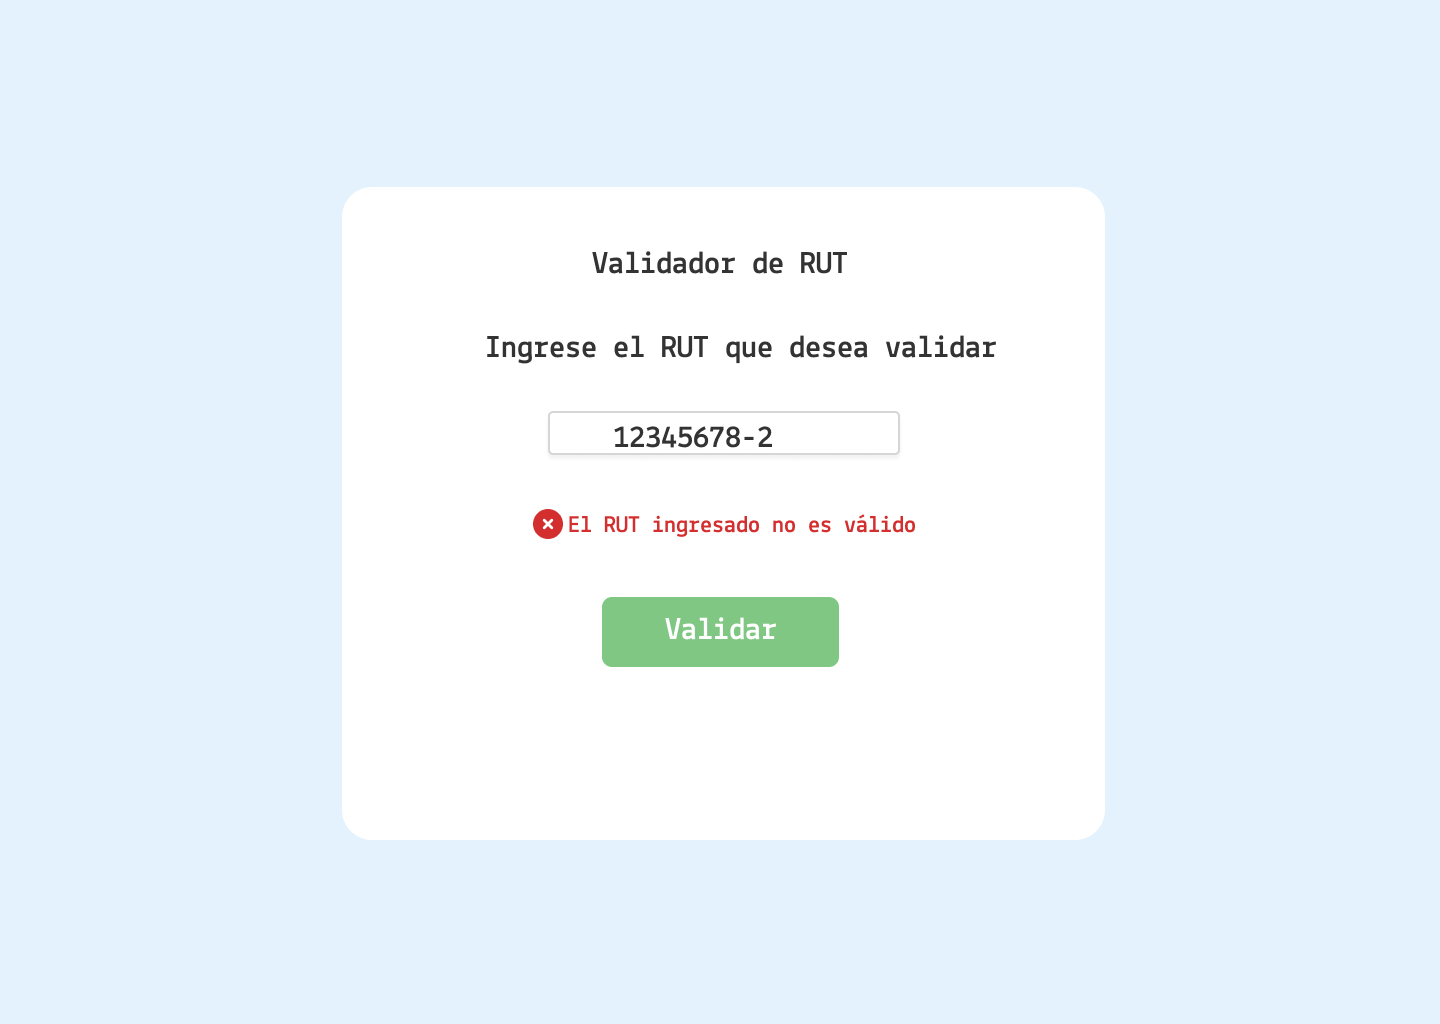 Validador de RUT
Ingrese el RUT que desea validar
12345678-2
El RUT ingresado no es válido
Validar